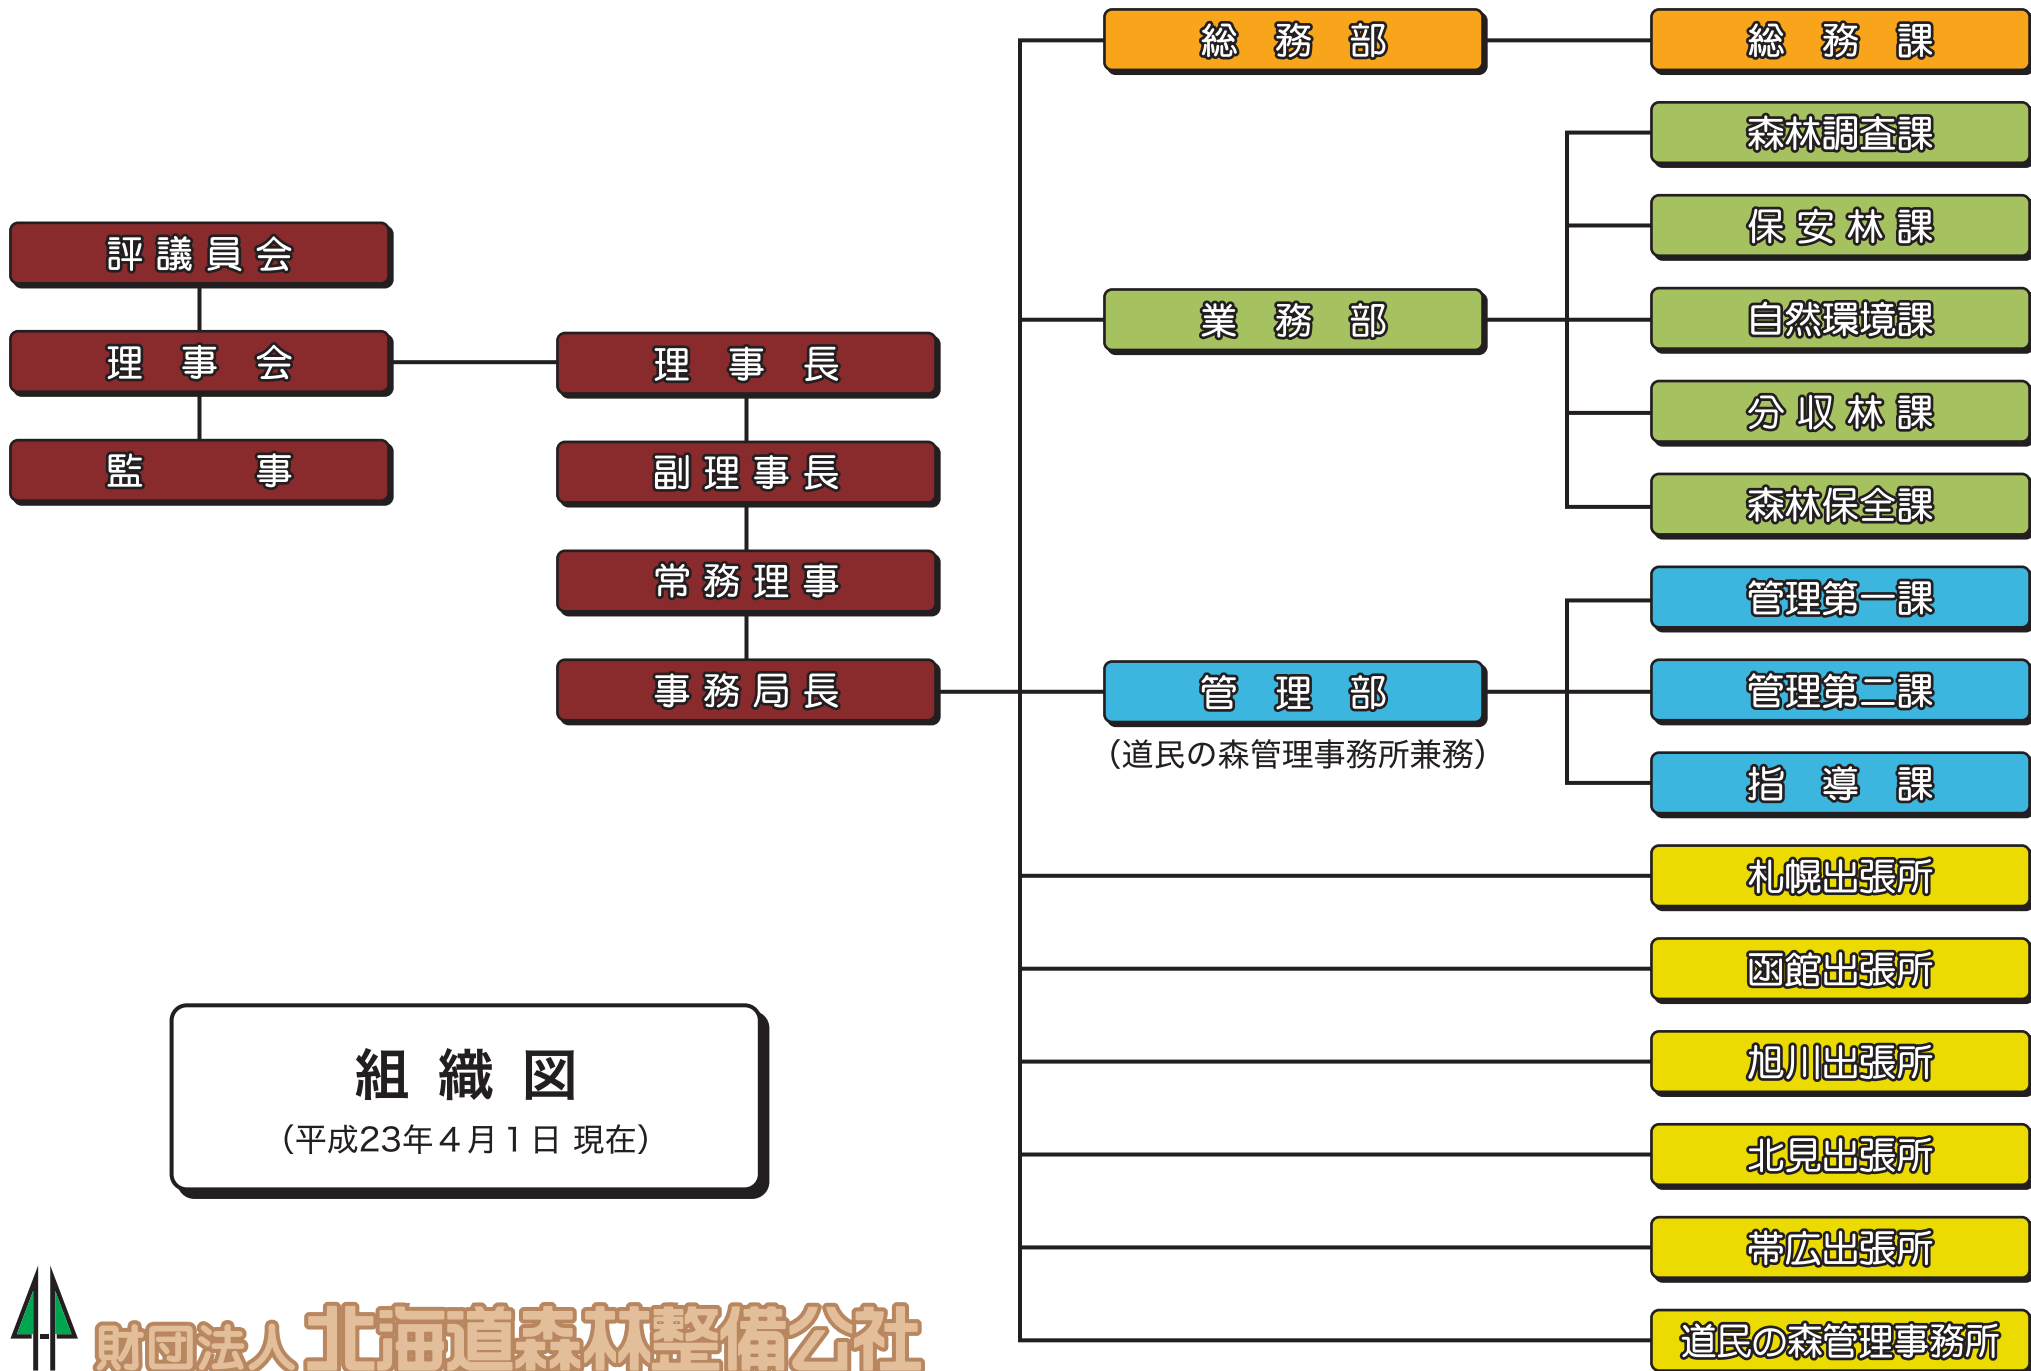 評議員会
理事会
監事
理事長
副理事長
常務理事
事務局長
総務部
業務部
管理部
（道民の森管理事務所兼務）
総務課
森林調査課
保安林課
自然環境課
分収林課
森林保全課
管理第一課
管理第二課
指導課
札幌出張所
函館出張所
旭川出張所
北見出張所
帯広出張所
道民の森管理事務所
組織図
（平成23年４月１日 現在）
財団法人 北海道森林整備公社